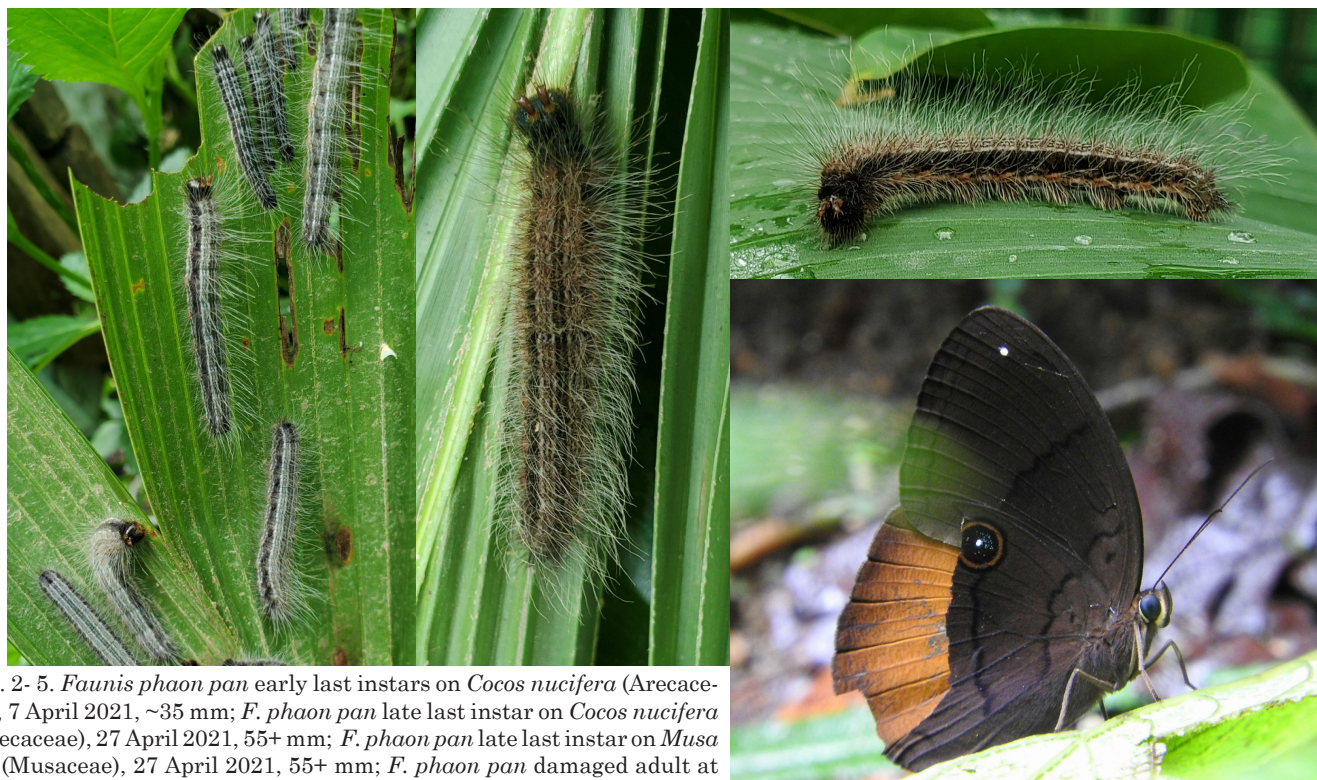 . 2- 5. Faunis phaon pan early last instars on Cocos nucifera (Arecace-
, 7 April 2021, ~35 mm; F. phaon pan late last instar on Cocos nucifera
ecaceae), 27 April 2021, 55+ mm; F. phaon pan late last instar on Musa
(Musaceae), 27 April 2021, 55+ mm; F. phaon pan damaged adult at